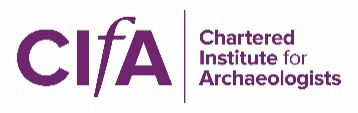 CIfA
Chartered
Institute for
Archaeologists